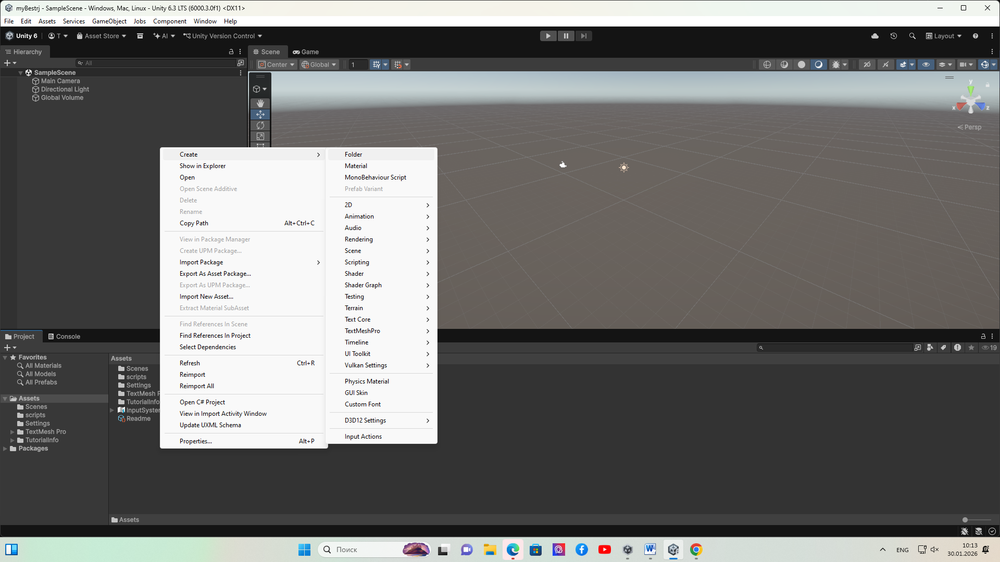 myBestrj - SampleScene - Windows, Mac, Linux - Unity 6.3 LTS (6000.3.0f1) <DX11>
File Edit Assets Services GameObject Jobs Component Window Help
Unity 6 T Asset Store AI Unity Version Control Layout
Hierarchy
Scene Game
All
Center Global 1 2D
SampleScene
Main Camera
Directional Light
Global Volume
y
x z
Persp
Create
Show in Explorer
Open
Open Scene Additive
Delete
Rename
Copy Path Alt+Ctrl+C
View in Package Manager
Create UPM Package...
Import Package
Export As Asset Package...
Export As UPM Package...
Import New Asset...
Extract Material SubAsset
Find References In Scene
Find References In Project
Select Dependencies
Refresh Ctrl+R
Reimport
Reimport All
Open C# Project
View in Import Activity Window
Update UXML Schema
Properties... Alt+P
Folder
Material
MonoBehaviour Script
Prefab Variant
2D
Animation
Audio
Rendering
Scene
Scripting
Shader
Shader Graph
Testing
Terrain
Text Core
TextMeshPro
Timeline
UI Toolkit
Vulkan Settings
Physics Material
GUI Skin
Custom Font
D3D12 Settings
Input Actions
Project Console
19
Favorites
All Materials
All Models
All Prefabs
Assets
Scenes
scripts
Settings
TextMesh Pro
TutorialInfo
Packages
Assets
Scenes
scripts
Settings
TextMesh P
TutorialInfo
InputSyster
Readme
Assets
Поиск
ENG
10:13
30.01.2026